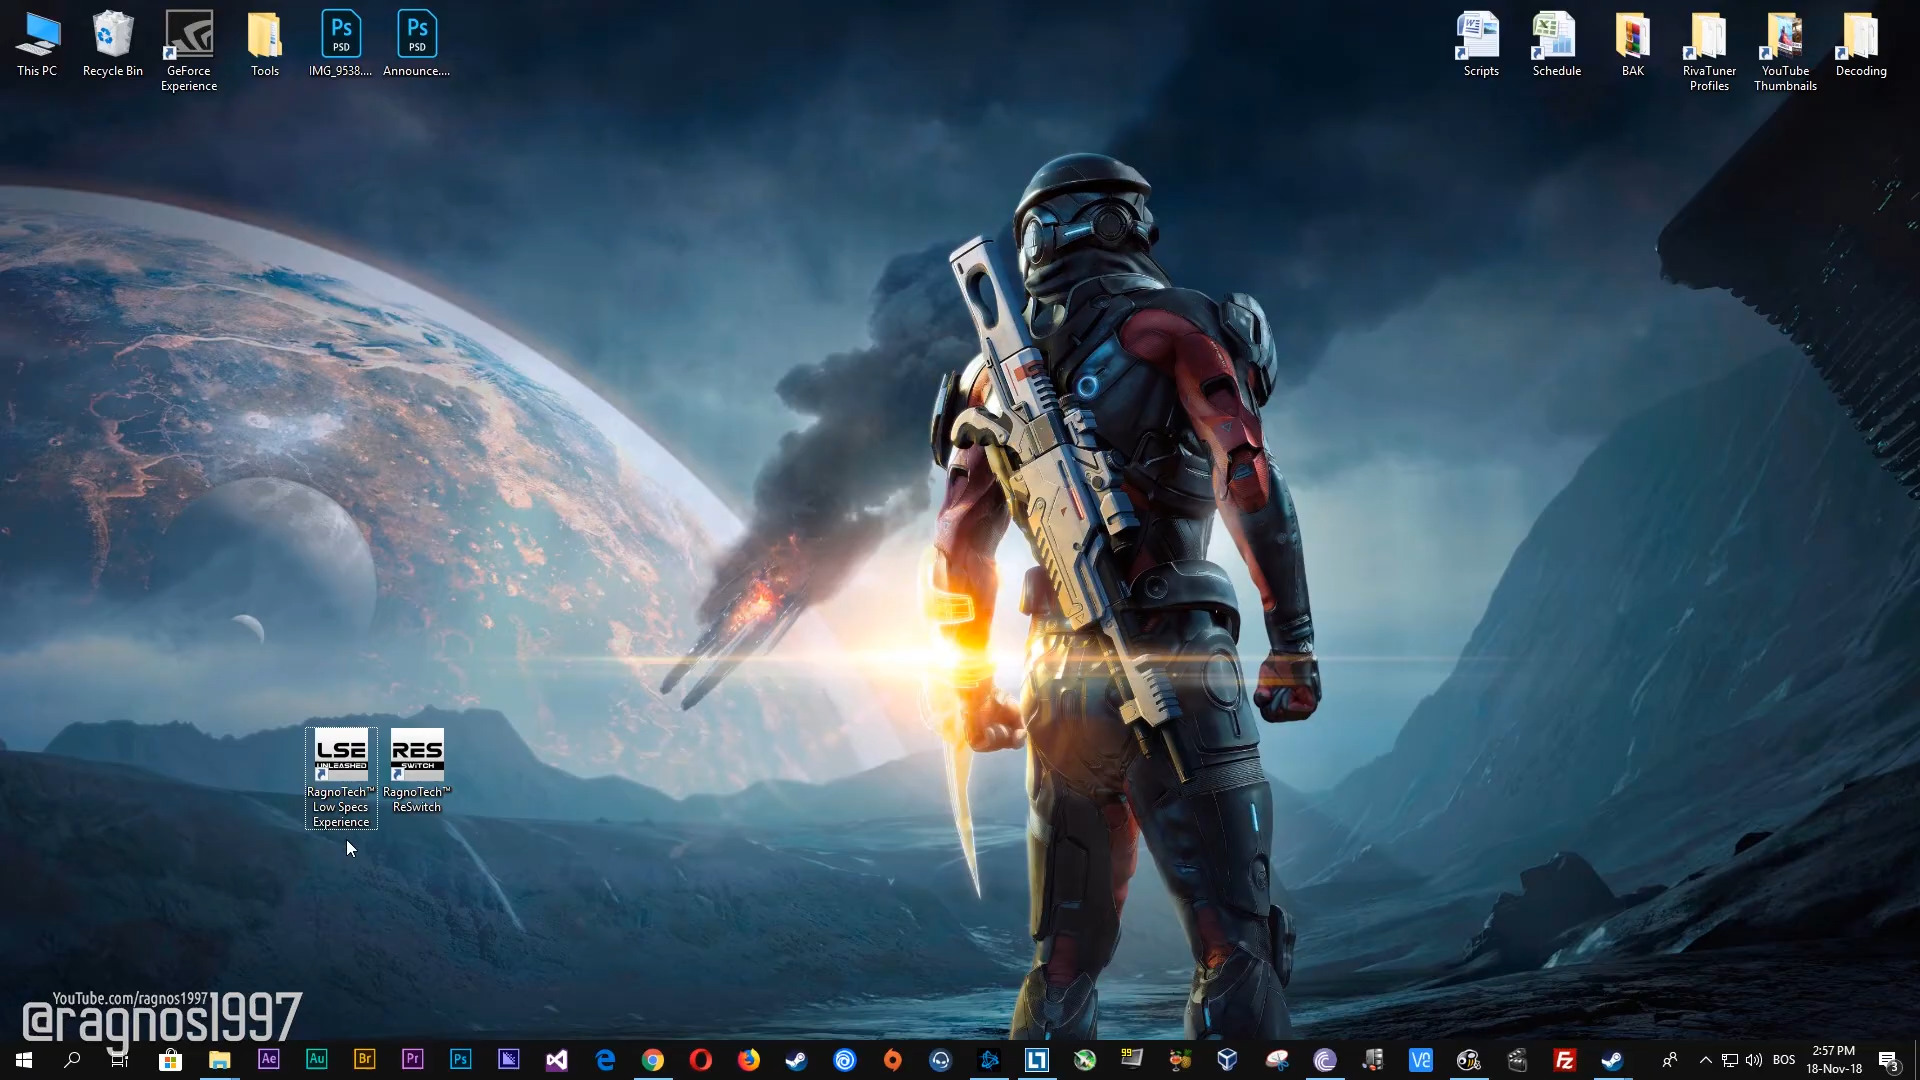 This PC
Recycle Bin
GeForce
Experience
Tools
Ps
PSD
IMG_9538....
Ps
PSD
Announce....
Scripts
Schedule
BAK
RivaTuner
Profiles
YouTube
Thumbnails
Decoding
LSE
UNLEASHED
RagnoTech™
Low Specs
Experience
RES
SWITCH
RagnoTech™
ReSwitch
YouTube.com/ragnos1997
@ragnos1997
Ae
Au
Br
Pr
Ps
99
BOS
2:57 PM
18-Nov-18
3